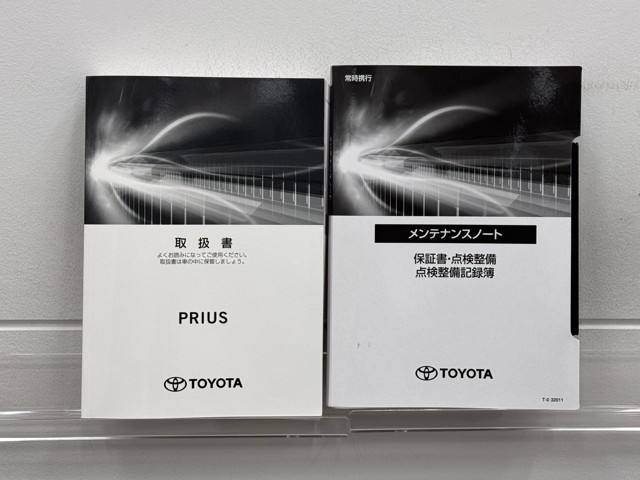 取扱書
よくお読みになってご使用ください。
取扱書は車の中に保管しましょう。
PRIUS
TOYOTA
常時携行
メンテナンスノート
保証書・点検整備
点検整備記録簿
TOYOTA
T-0 32011